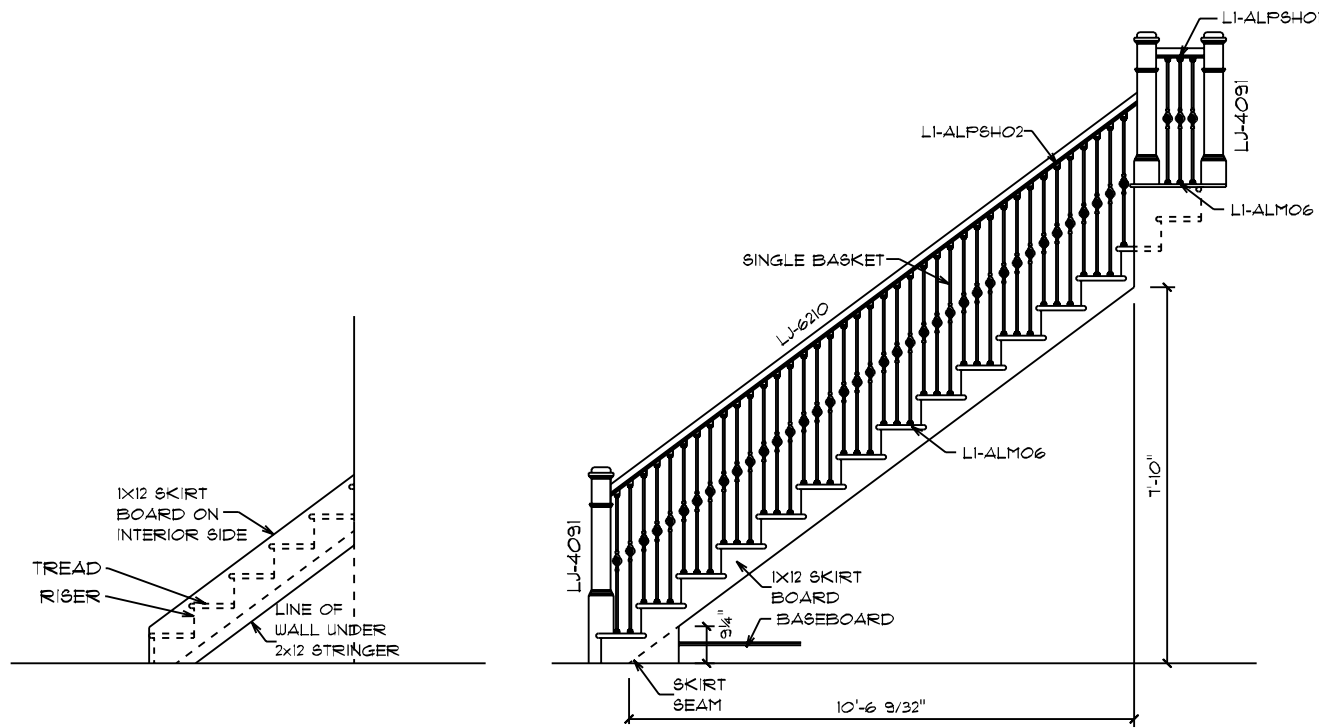 1X12 SKIRT
BOARD ON
INTERIOR SIDE
TREAD
RISER
LINE OF
WALL UNDER
2x12 STRINGER
L1-ALPSH0
LJ-4091
L1-ALPSH02
L1-ALM06
SINGLE BASKET
LJ-6210
L1-ALM06
7'-10"
LJ-4091
1X12 SKIRT
BOARD
9¼"
BASEBOARD
SKIRT
SEAM
10'-6 9/32"